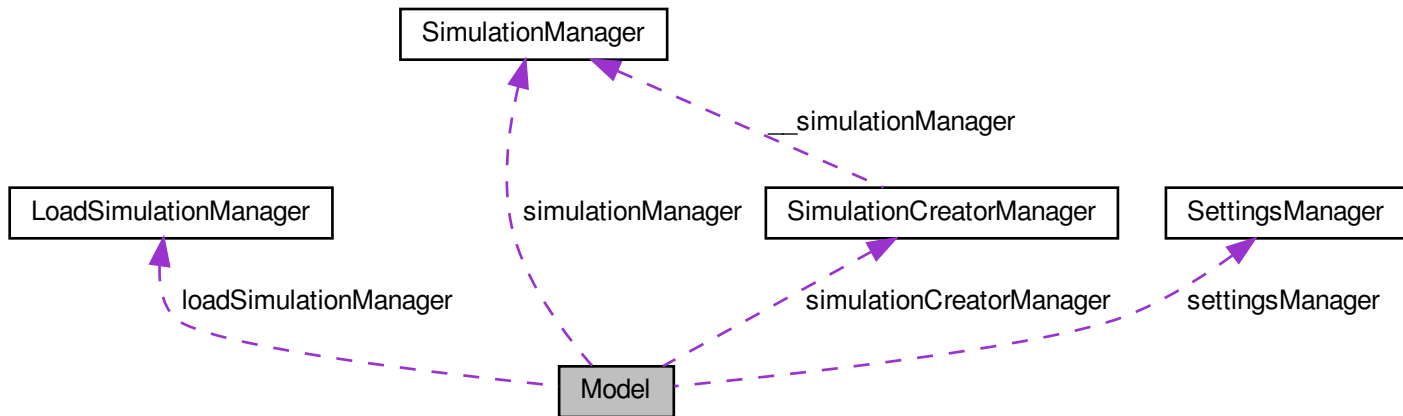 SimulationManager
__simulationManager
LoadSimulationManager
simulationManager
SimulationCreatorManager
SettingsManager
loadSimulationManager
simulationCreatorManager
settingsManager
Model